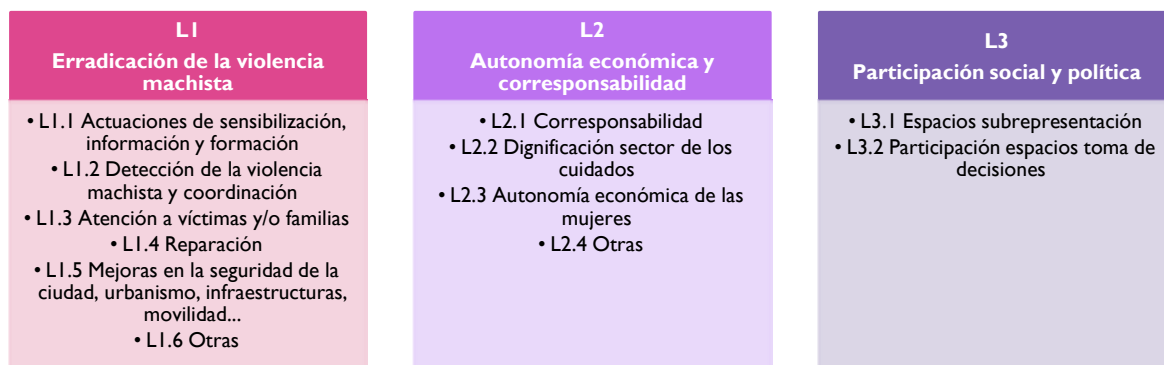 L1
Erradicación de la violencia
machista
• L1.1 Actuaciones de sensibilización,
información y formación
• L1.2 Detección de la violencia
machista y coordinación
• L1.3 Atención a víctimas y/o familias
• L1.4 Reparación
• L1.5 Mejoras en la seguridad de la
ciudad, urbanismo, infraestructuras,
movilidad...
• L1.6 Otras
L2
Autonomía económica y
corresponsabilidad
• L2.1 Corresponsabilidad
• L2.2 Dignificación sector de los
cuidados
• L2.3 Autonomía económica de las
mujeres
• L2.4 Otras
L3
Participación social y política
• L3.1 Espacios subrepresentación
• L3.2 Participación espacios toma de
decisiones